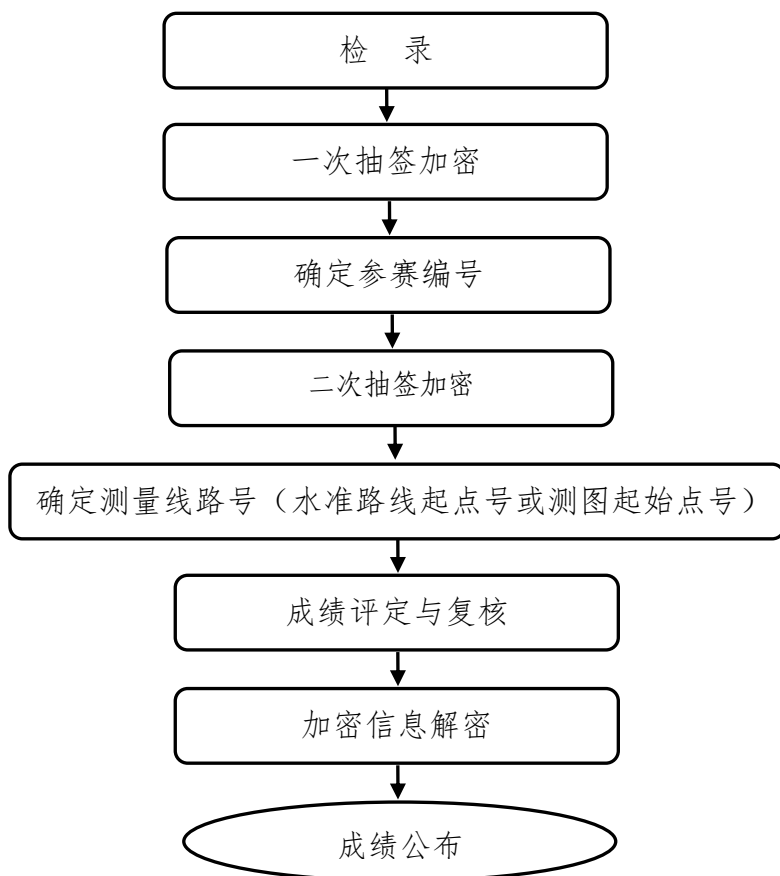 检　录
一次抽签加密
确定参赛编号
二次抽签加密
确定测量线路号（水准路线起点号或测图起始点号）
成绩评定与复核
加密信息解密
成绩公布